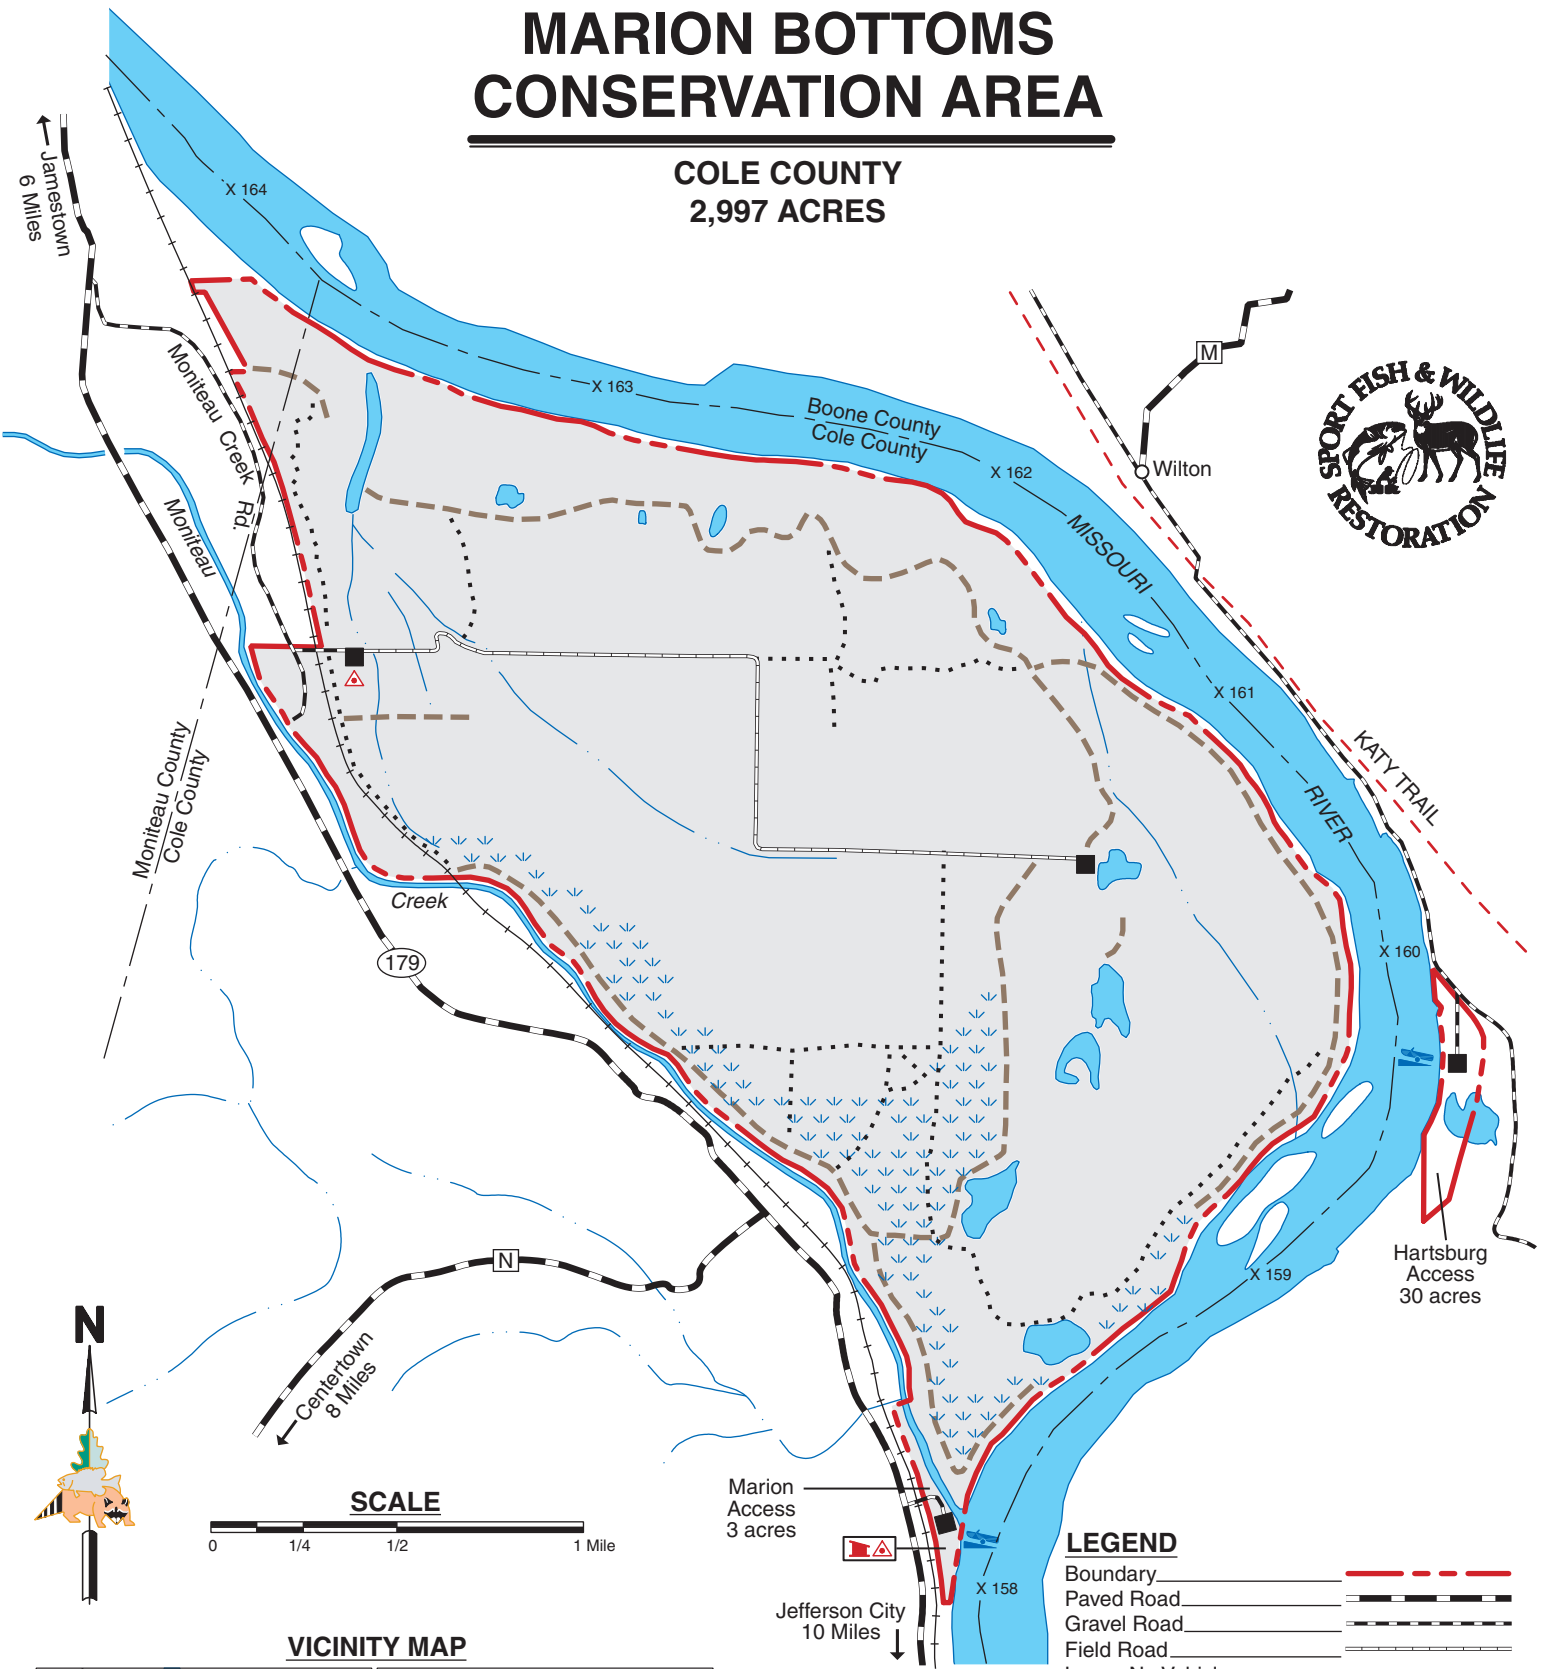 MARION BOTTOMS
CONSERVATION AREA
COLE COUNTY
2,997 ACRES
Jamestown
6 Miles
X 164
X 163
Boone County
Cole County
X 162
M
Wilton
SPORT FISH & WILDLIFE
RESTORATION
Moniteau Creek Rd.
Moniteau
MISSOURI
X 161
RIVER
KATY TRAIL
Moniteau County
Cole County
Creek
179
X 160
Hartsburg
Access
30 acres
X 159
N
N
Centertown
8 Miles
SCALE
0 1/4 1/2 1 Mile
Marion
Access
3 acres
X 158
Jefferson City
10 Miles
LEGEND
Boundary
Paved Road
Gravel Road
Field Road
VICINITY MAP